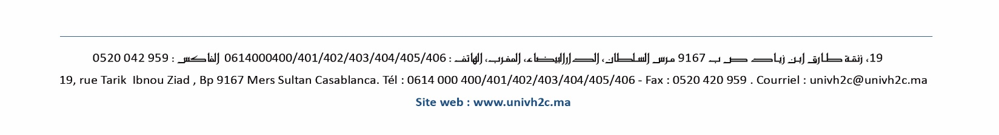 19، زنقة طارق ابن زياد ص ب 9167 مرس السلطان، الدارالبيضاء، المغرب، الهاتف : 0614000400/401/402/403/404/405/406 الفاكس : 0520 042 959
19, rue Tarik Ibnou Ziad , Bp 9167 Mers Sultan Casablanca. Tél : 0614 000 400/401/402/403/404/405/406 - Fax : 0520 420 959 . Courriel : univh2c@univh2c.ma
Site web : www.univh2c.ma